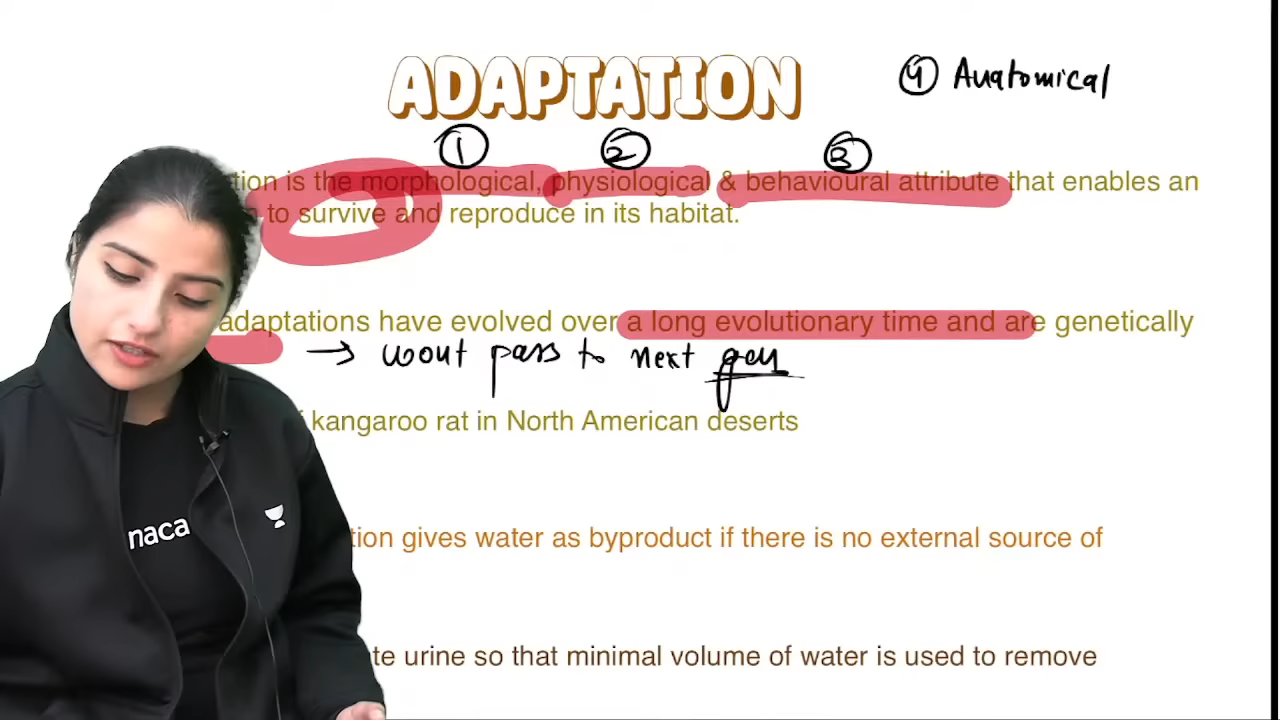 ADAPTATION
④ Anatomical
① ② ③
tion is the morphological, physiological & behavioural attribute that enables an
to survive and reproduce in its habitat.
adaptations have evolved over a long evolutionary time and are genetically
→ wont pass to next gen
kangaroo rat in North American deserts
naca
tion gives water as byproduct if there is no external source of
te urine so that minimal volume of water is used to remove